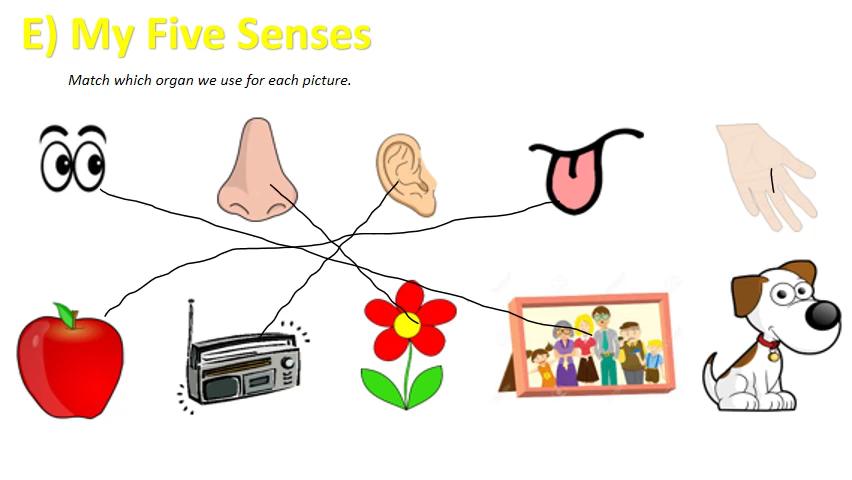 E) My Five Senses
Match which organ we use for each picture.